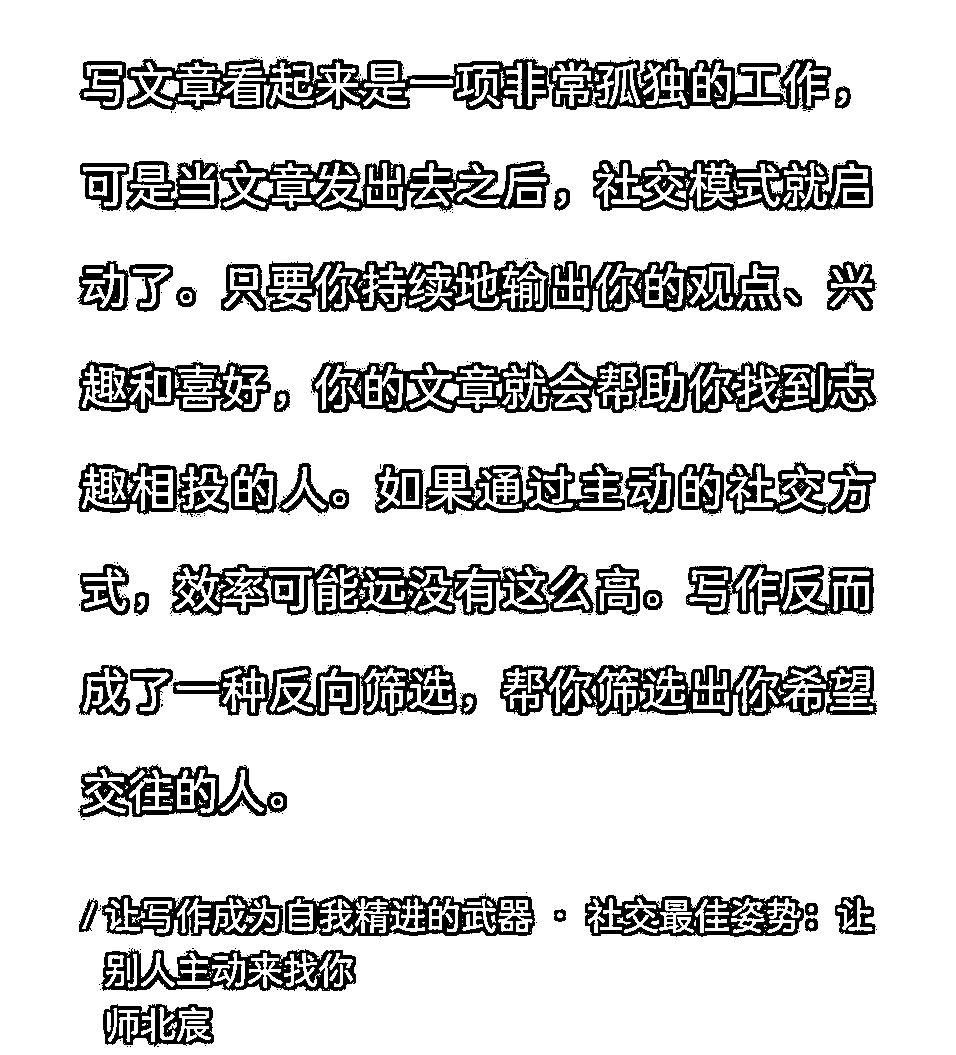 写文章看起来是一项非常孤独的工作，
可是当文章发出去之后，社交模式就启
动了。只要你持续地输出你的观点、兴
趣和喜好，你的文章就会帮助你找到志
趣相投的人。如果通过主动的社交方
式，效率可能远没有这么高。写作反而
成了一种反向筛选，帮你筛选出你希望
交往的人。
/ 让写作成为自我精进的武器 · 社交最佳姿势：让
别人主动来找你
师北宸